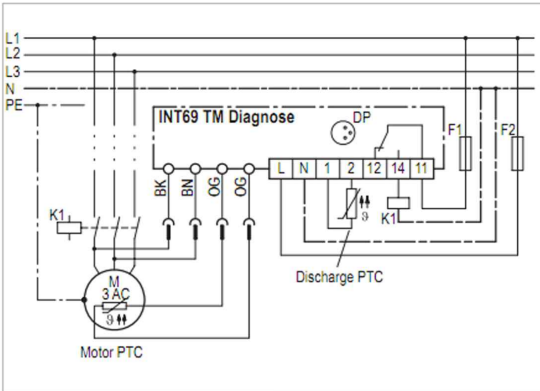 L1
L2
L3
N
PE
INT69 TM Diagnose
DP
F1
F2
BK
BN
OG
OG
L N 1 2 12 14 11
ϑ
K1
K1
Discharge PTC
M
3 AC
ϑ
Motor PTC